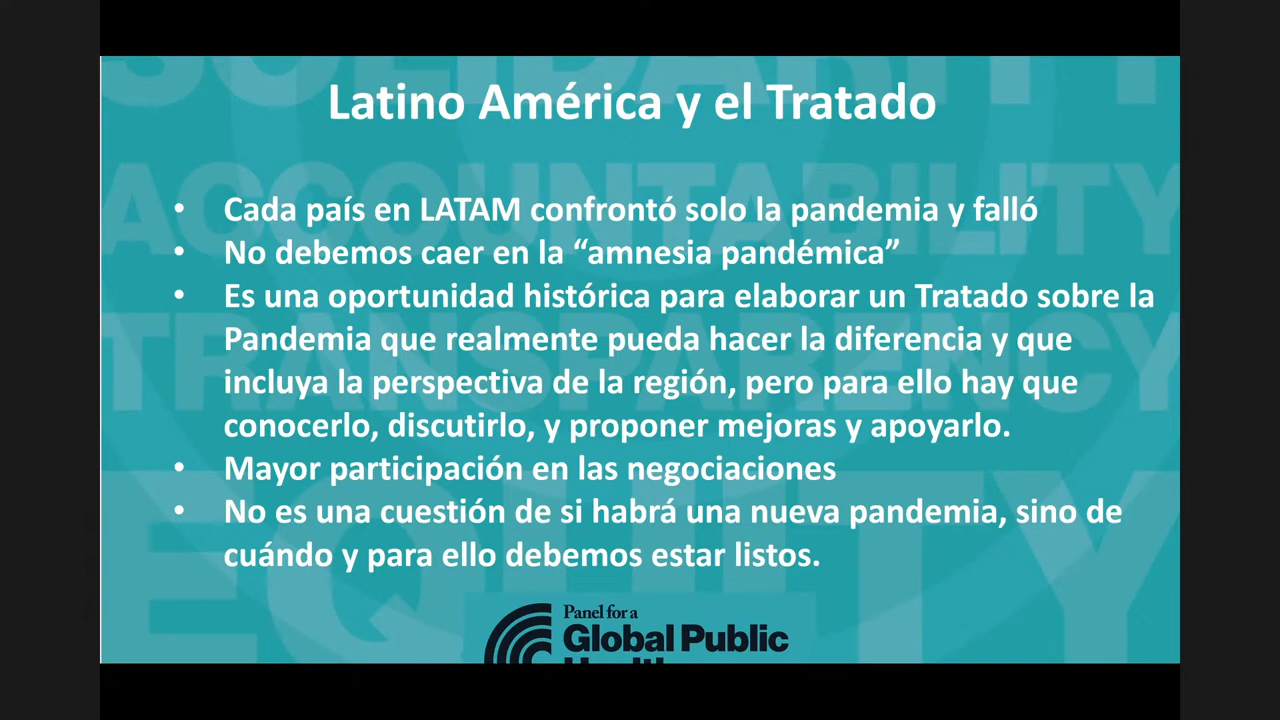 SOLIDARITY
ACCOUNTABILITY
TRANSPARENCY
EQUITY
Latino América y el Tratado
• Cada país en LATAM confrontó solo la pandemia y falló
• No debemos caer en la “amnesia pandémica”
• Es una oportunidad histórica para elaborar un Tratado sobre la
Pandemia que realmente pueda hacer la diferencia y que
incluya la perspectiva de la región, pero para ello hay que
conocerlo, discutirlo, y proponer mejoras y apoyarlo.
• Mayor participación en las negociaciones
• No es una cuestión de si habrá una nueva pandemia, sino de
cuándo y para ello debemos estar listos.
Panel for a
Global Public